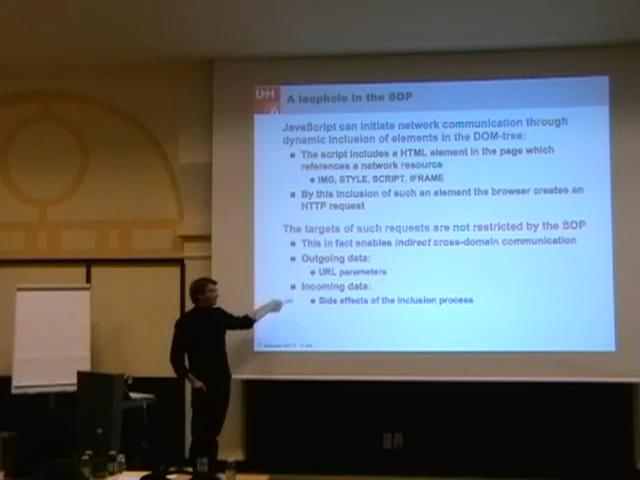 UH
A loophole in the SOP
JavaScript can initiate network communication through
dynamic inclusion of elements in the DOM-tree:
The script includes a HTML element in the page which
references a network resource
IMG, STYLE, SCRIPT, IFRAME
By this inclusion of such an element the browser creates an
HTTP request
The targets of such requests are not restricted by the SOP
This in fact enables indirect cross-domain communication
Outgoing data:
URL parameters
Incoming data:
Side effects of the inclusion process